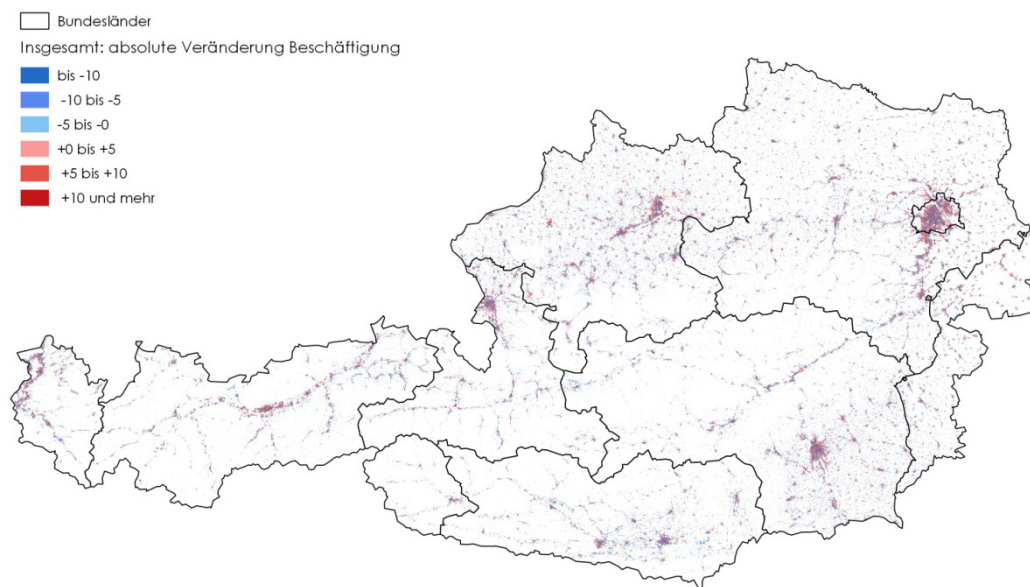 Bundesländer
Insgesamt: absolute Veränderung Beschäftigung
bis -10
-10 bis -5
-5 bis -0
+0 bis +5
+5 bis +10
+10 und mehr